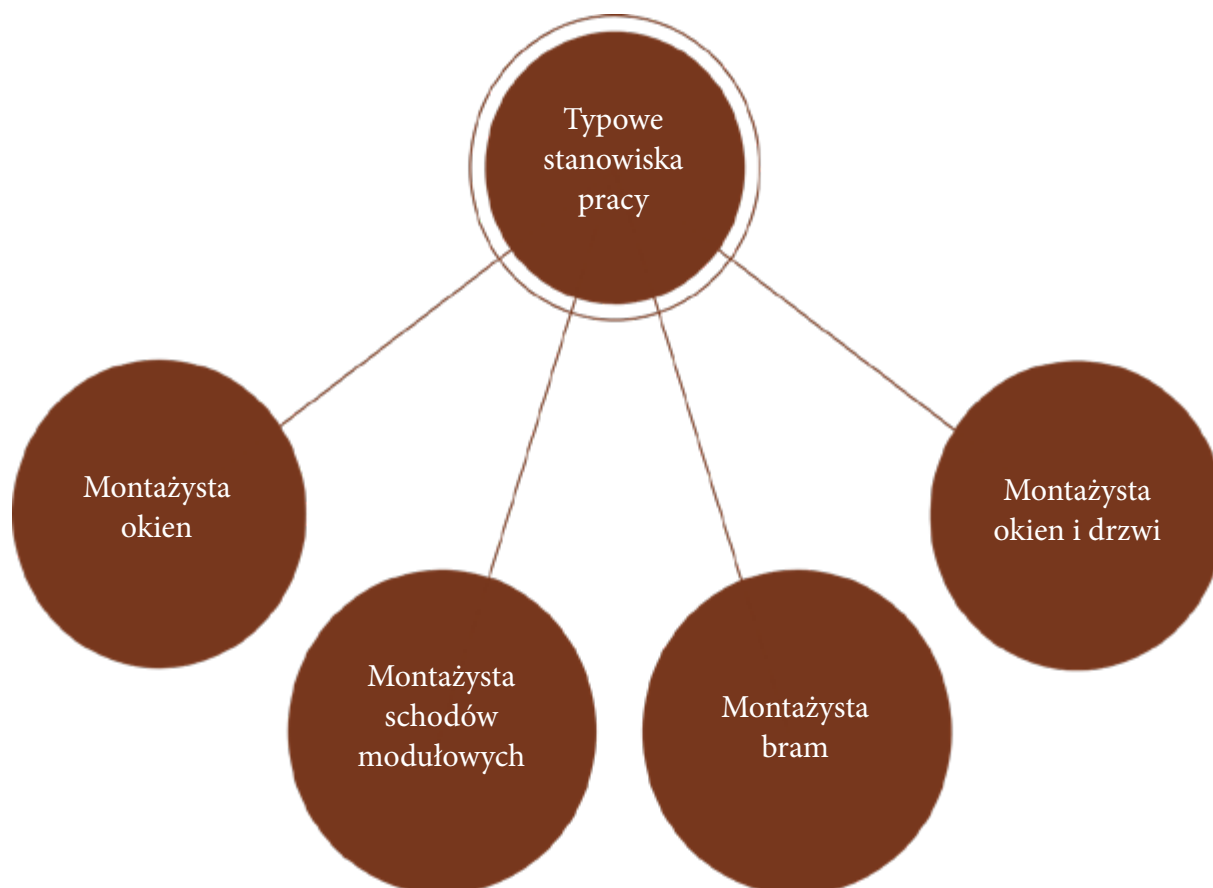 Typowe
stanowiska
pracy
Montażysta
okien
Montażysta
schodów
modułowych
Montażysta
bram
Montażysta
okien i drzwi